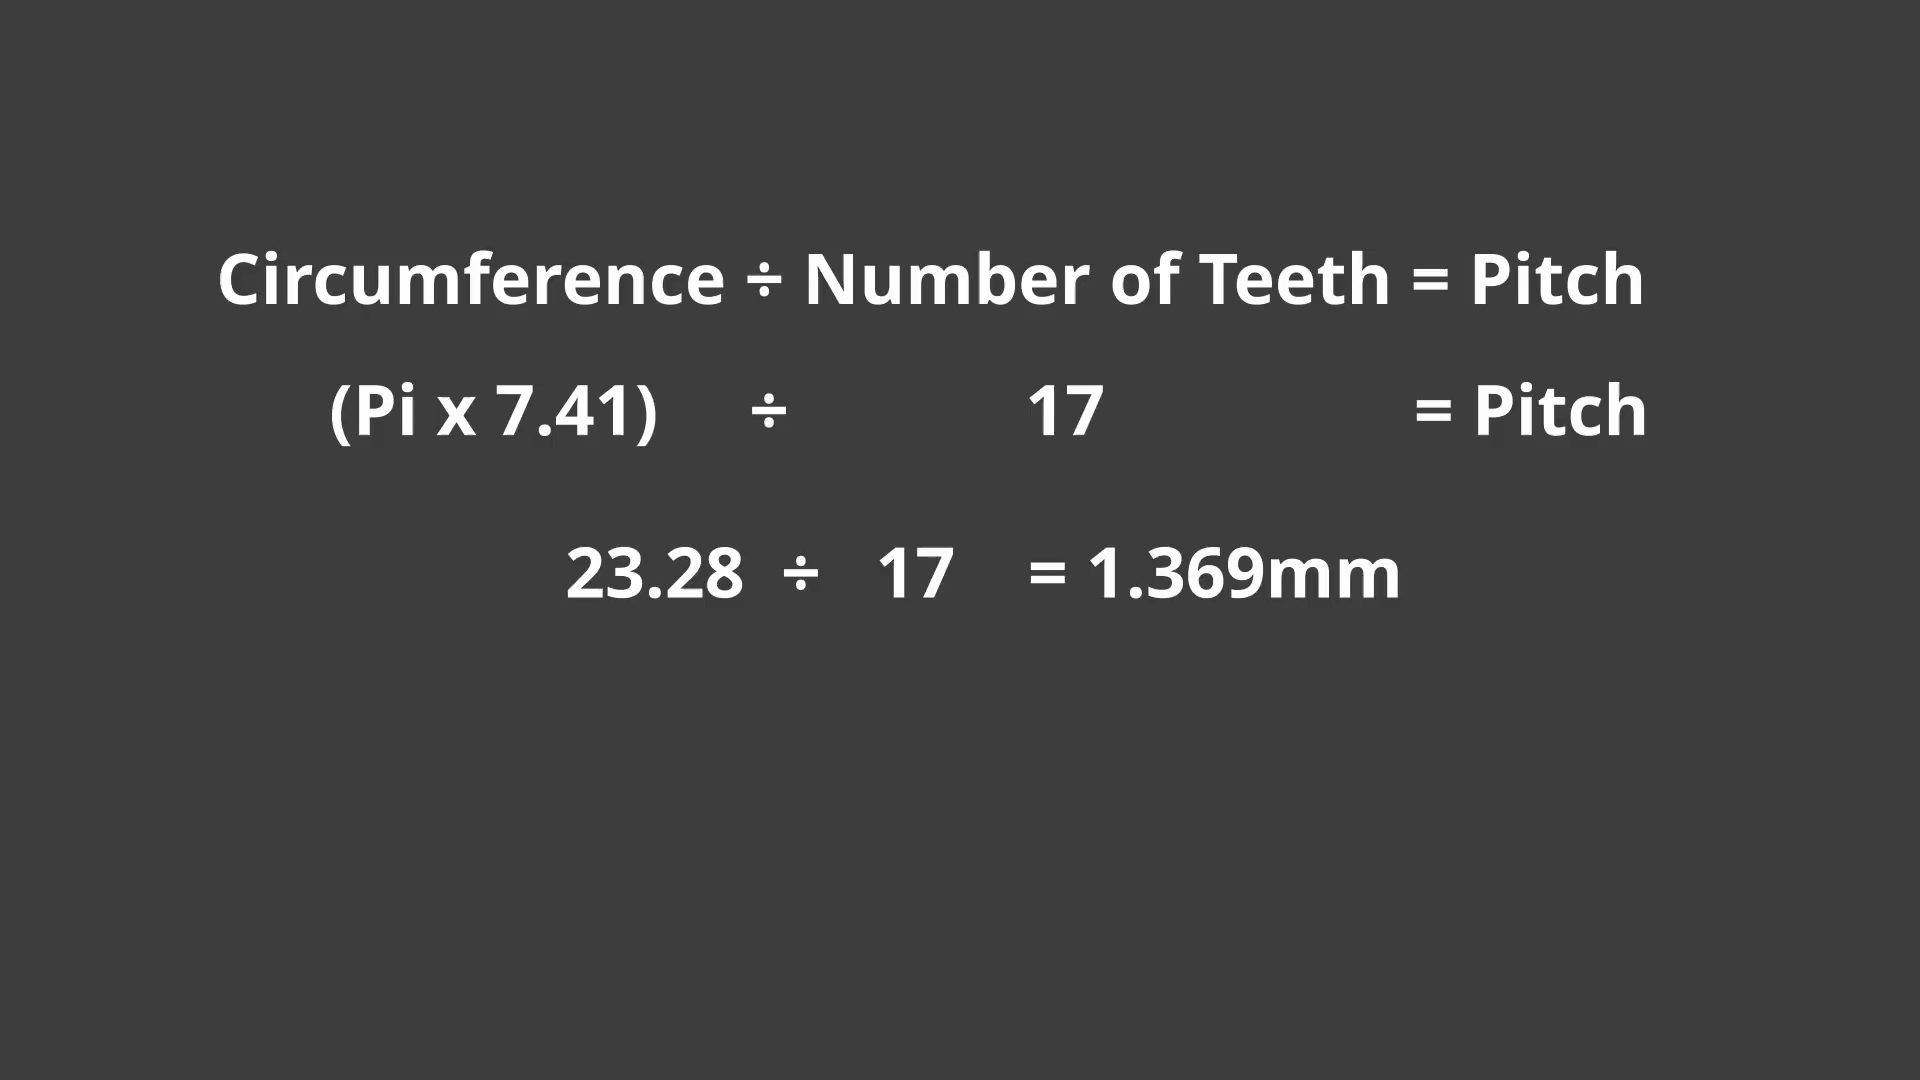 Circumference ÷ Number of Teeth = Pitch
(Pi x 7.41) ÷ 17 = Pitch
23.28 ÷ 17 = 1.369mm